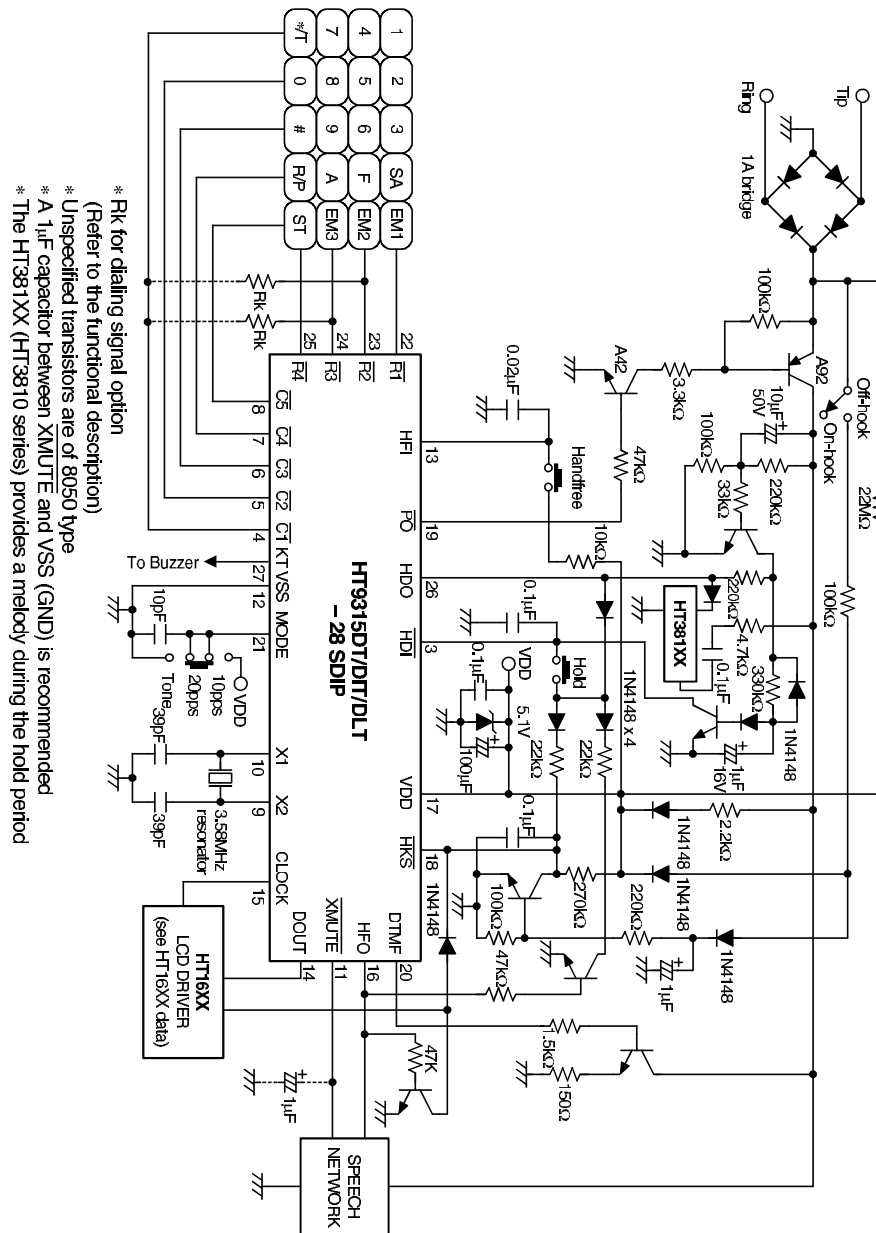 Tip
Ring
1A bridge
100kΩ
A92
Off-hook
On-hook
22MΩ
100kΩ
10µF
50V
100kΩ
220kΩ
33kΩ
3.3kΩ
A42
47kΩ
0.02µF
Handfree
10kΩ
HT381XX
220kΩ
4.7kΩ
0.1µF
330kΩ
1N4148
1µF
16V
0.1µF
Hold
VDD
0.1µF
5.1V
100µF
1N4148 x 4
22kΩ
22kΩ
1N4148
2.2kΩ
1N4148
0.1µF
270kΩ
100kΩ
220kΩ
1N4148
1µF
47kΩ
1N4148
1.5kΩ
150Ω
47K
1µF
SPEECH
NETWORK
1 2 3 SA EM1
4 5 6 F EM2
7 8 9 A EM3
*/T 0 # R/P ST
Rk
Rk
22 R1
23 R2
24 R3
25 R4
8 C5
7 C4
6 C3
5 C2
4 C1
27 KT
12 VSS
21 MODE
10 X1
9 X2
15 CLOCK
13 HFI
19 PO
26 HDO
3 HDI
17 VDD
18 HKS
20 DTMF
16 HFO
11 XMUTE
14 DOUT
HT9315DT/DIT/DLT
– 28 SDIP
To Buzzer
10pF
VDD
10pps
20pps
Tone
39pF
39pF
3.58MHz
resonator
HT16XX
LCD DRIVER
(see HT16XX data)
* Rk for dialing signal option
(Refer to the functional description)
* Unspecified transistors are of 8050 type
* A 1µF capacitor between XMUTE and VSS (GND) is recommended
* The HT381XX (HT3810 series) provides a melody during the hold period